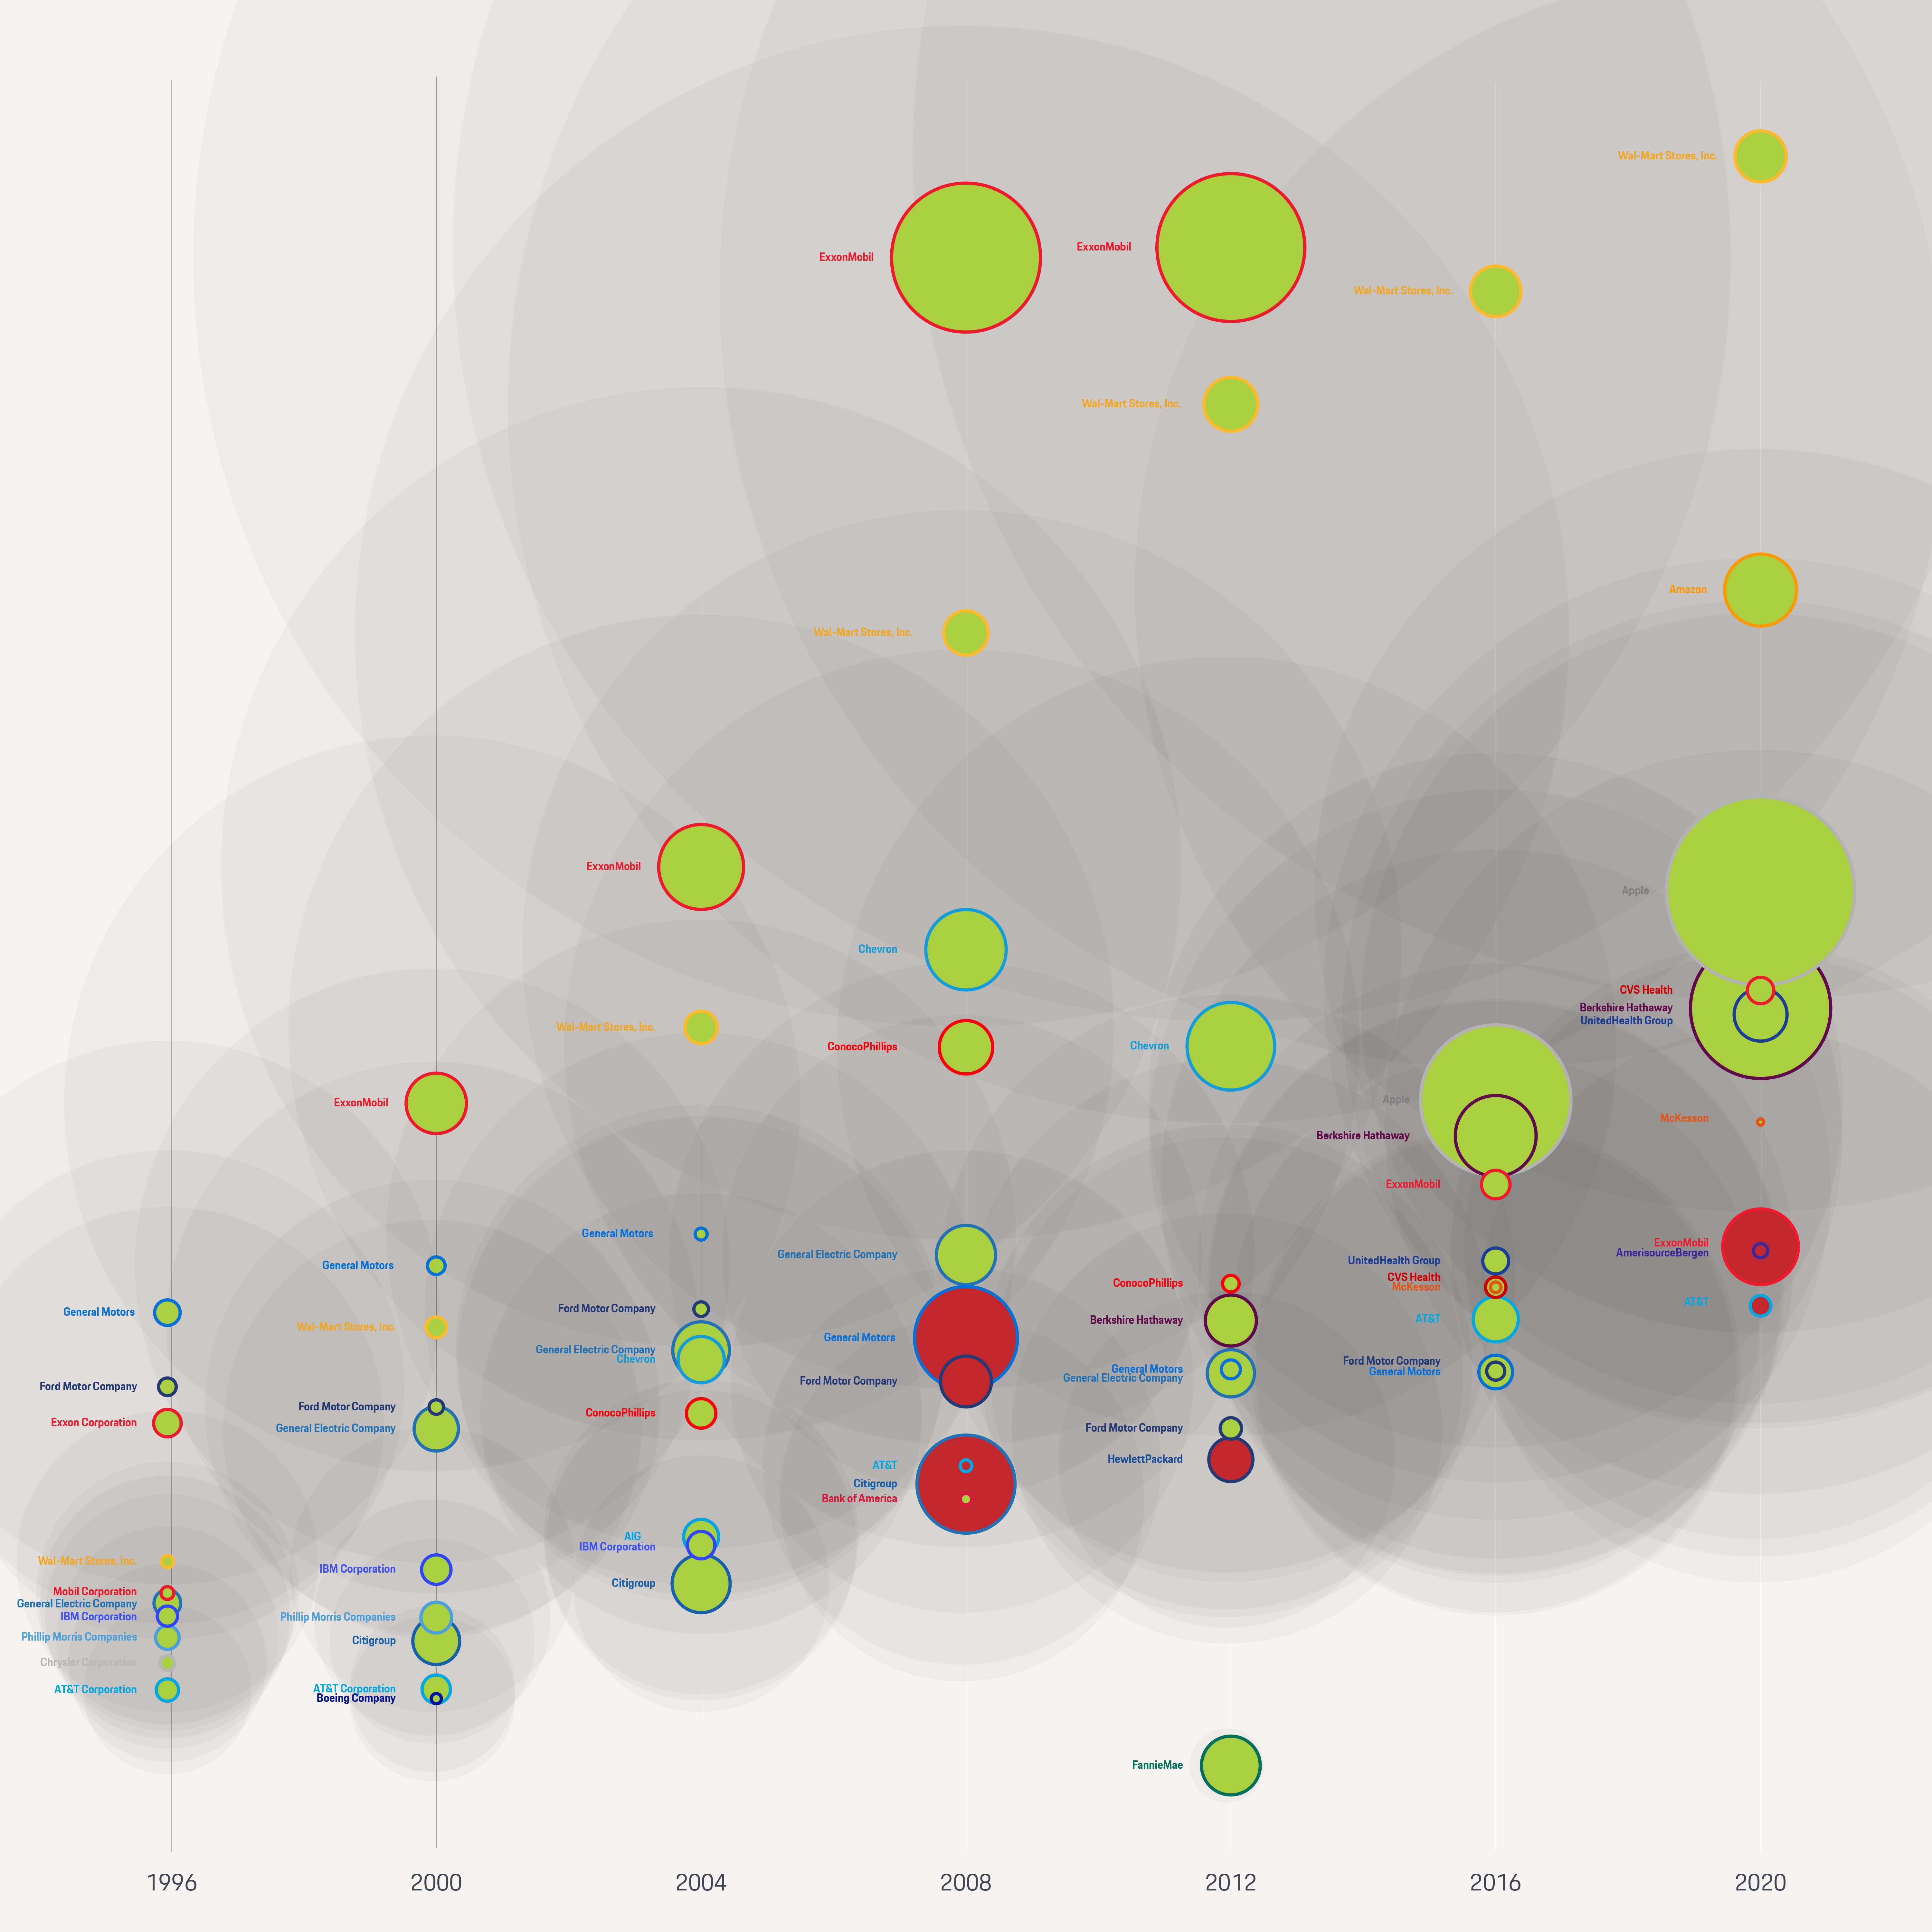 General Motors
Ford Motor Company
Exxon Corporation
Wal-Mart Stores, Inc.
Mobil Corporation
General Electric Company
IBM Corporation
Phillip Morris Companies
Chrysler Corporation
AT&T Corporation
ExxonMobil
General Motors
Wal-Mart Stores, Inc.
Ford Motor Company
General Electric Company
IBM Corporation
Phillip Morris Companies
Citigroup
AT&T Corporation
Boeing Company
ExxonMobil
Wal-Mart Stores, Inc.
General Motors
Ford Motor Company
General Electric Company
Chevron
ConocoPhillips
AIG
IBM Corporation
Citigroup
ExxonMobil
Wal-Mart Stores, Inc.
Chevron
ConocoPhillips
General Electric Company
General Motors
Ford Motor Company
AT&T
Citigroup
Bank of America
ExxonMobil
Wal-Mart Stores, Inc.
Chevron
ConocoPhillips
Berkshire Hathaway
General Motors
General Electric Company
Ford Motor Company
HewlettPackard
FannieMae
Wal-Mart Stores, Inc.
Apple
Berkshire Hathaway
ExxonMobil
UnitedHealth Group
CVS Health
McKesson
AT&T
Ford Motor Company
General Motors
Wal-Mart Stores, Inc.
Amazon
Apple
CVS Health
Berkshire Hathaway
UnitedHealth Group
McKesson
ExxonMobil
AmerisourceBergen
AT&T
1996
2000
2004
2008
2012
2016
2020